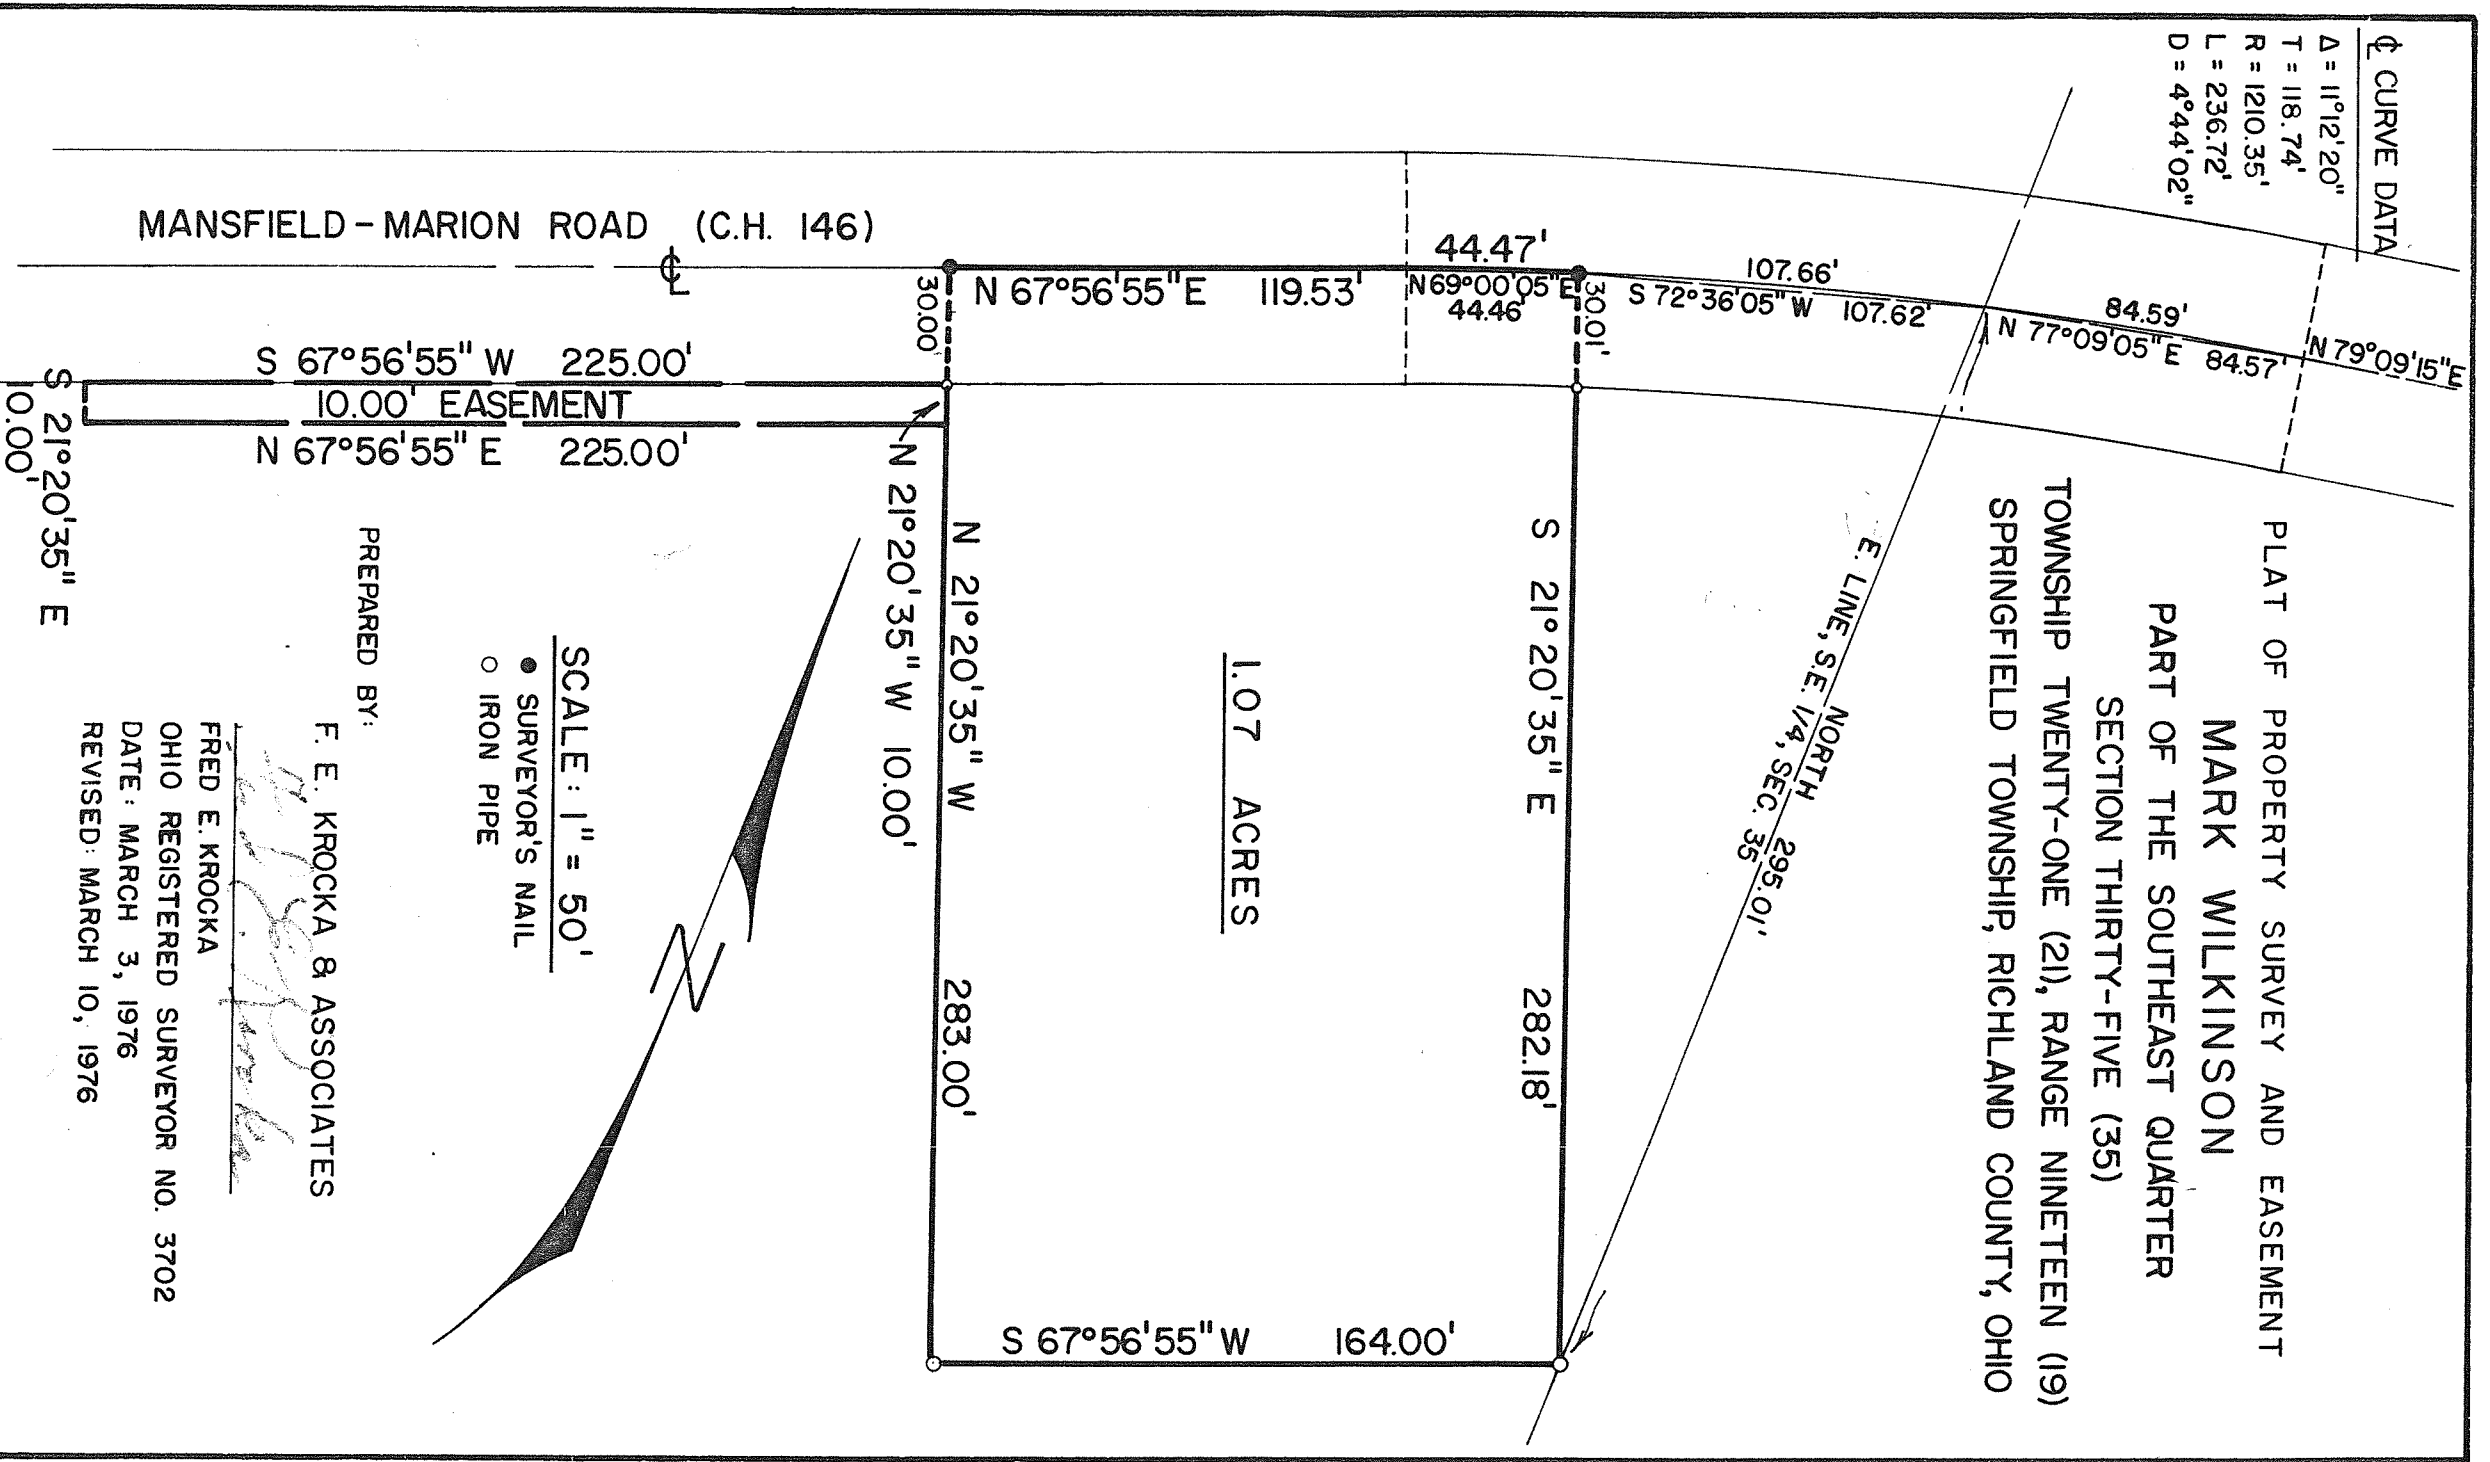 PLAT OF PROPERTY SURVEY AND EASEMENT
MARK WILKINSON
PART OF THE SOUTHEAST QUARTER
SECTION THIRTY-FIVE (35)
TOWNSHIP TWENTY-ONE (21), RANGE NINETEEN (19)
SPRINGFIELD TOWNSHIP, RICHLAND COUNTY, OHIO
℄ CURVE DATA
Δ = 11°12'20"
T = 118.74'
R = 1210.35'
L = 236.72'
D = 4°44'02"
MANSFIELD - MARION ROAD (C.H. 146)
℄
44.47'
N 67°56'55" E 119.53'
N 69°00'05" E
44.46'
107.66'
S 72°36'05" W 107.62'
84.59'
N 77°09'05" E 84.57'
N 79°09'15" E
30.00'
30.01'
S 67°56'55" W 225.00'
10.00' EASEMENT
N 67°56'55" E 225.00'
S 21°20'35" E
10.00'
N 21°20'35" W 10.00'
N 21°20'35" W 283.00'
1.07 ACRES
S 21°20'35" E 282.18'
NORTH 295.01'
E. LINE, S.E. 1/4, SEC. 35
S 67°56'55" W 164.00'
N
SCALE : 1" = 50'
● SURVEYOR'S NAIL
○ IRON PIPE
PREPARED BY:
F. E. KROCKA & ASSOCIATES
FRED E. KROCKA
OHIO REGISTERED SURVEYOR NO. 3702
DATE : MARCH 3, 1976
REVISED: MARCH 10, 1976